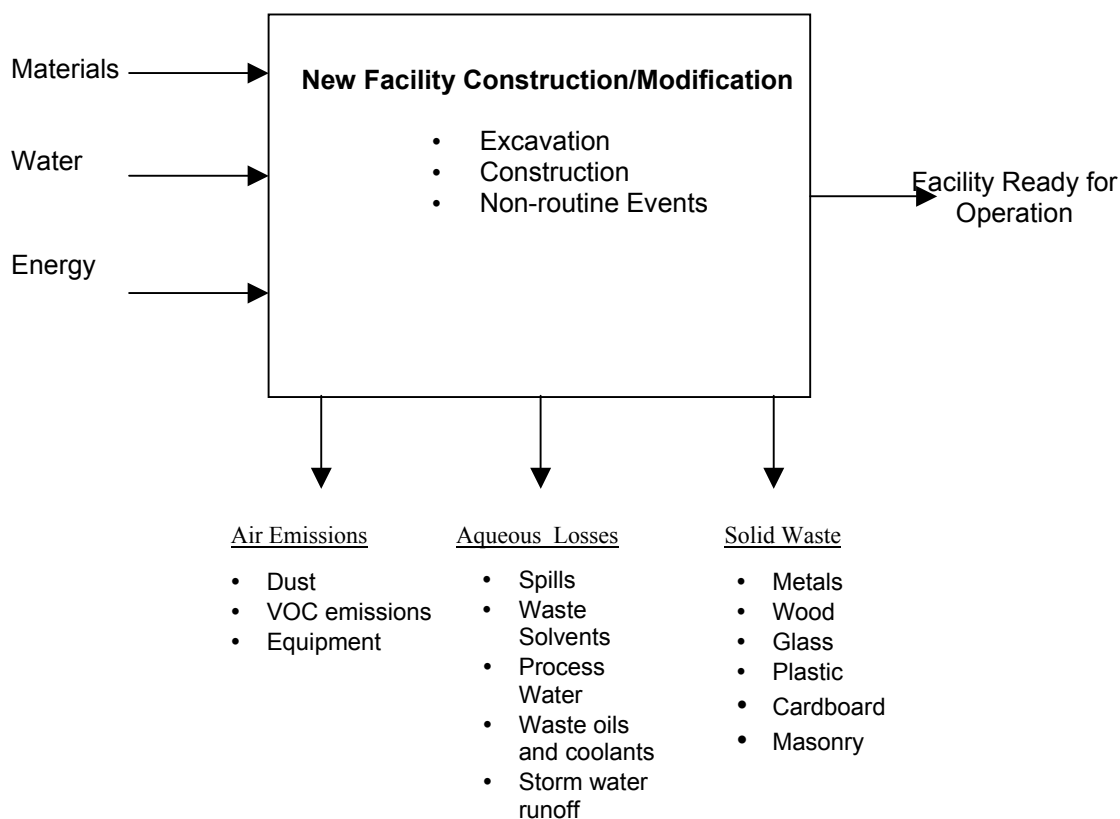 Materials
Water
Energy
New Facility Construction/Modification
• Excavation
• Construction
• Non-routine Events
Facility Ready for
Operation
Air Emissions
• Dust
• VOC emissions
• Equipment
Aqueous Losses
• Spills
• Waste
Solvents
• Process
Water
• Waste oils
and coolants
• Storm water
runoff
Solid Waste
• Metals
• Wood
• Glass
• Plastic
• Cardboard
• Masonry